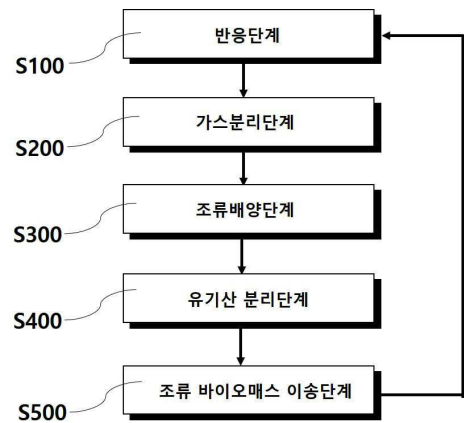 반응단계
S100
가스분리단계
S200
조류배양단계
S300
유기산 분리단계
S400
조류 바이오매스 이송단계
S500